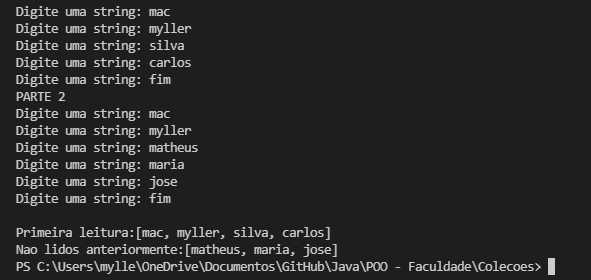 Digite uma string: mac
Digite uma string: myller
Digite uma string: silva
Digite uma string: carlos
Digite uma string: fim
PARTE 2
Digite uma string: mac
Digite uma string: myller
Digite uma string: matheus
Digite uma string: maria
Digite uma string: jose
Digite uma string: fim
Primeira leitura:[mac, myller, silva, carlos]
Nao lidos anteriormente:[matheus, maria, jose]
PS C:\Users\mylle\OneDrive\Documentos\GitHub\Java\POO - Faculdade\Colecoes>